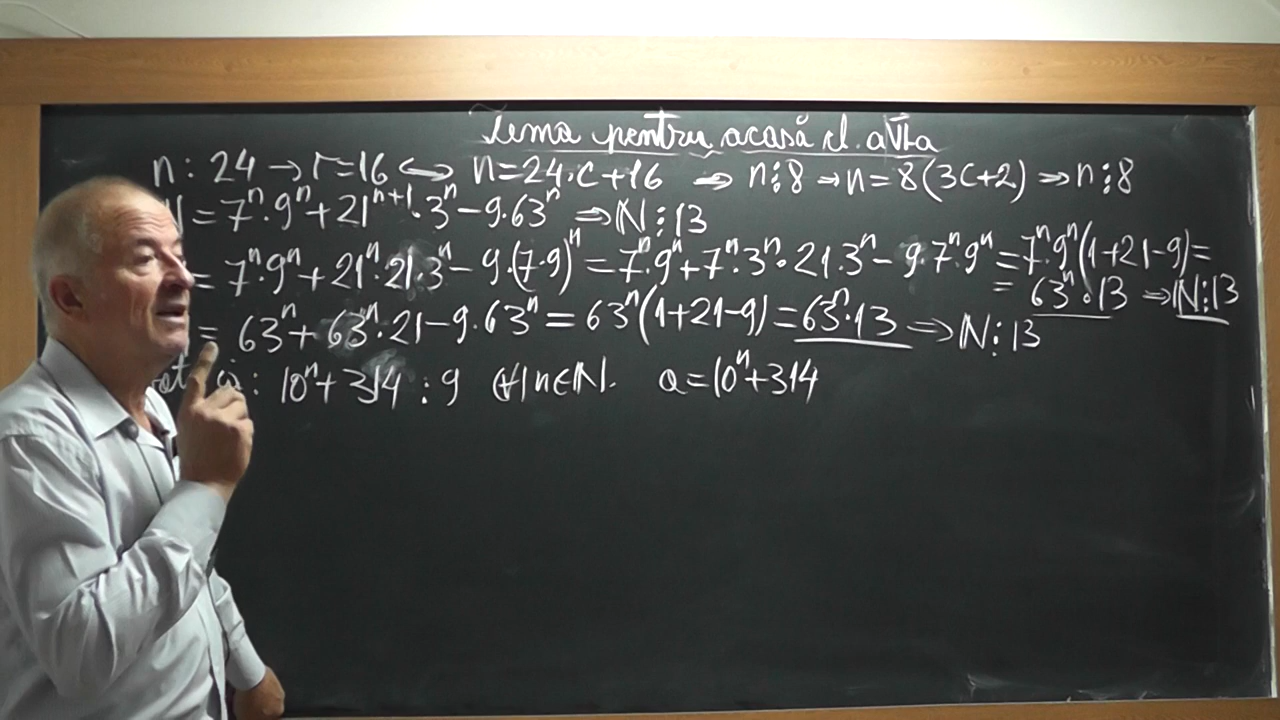 Tema pentru acasă cl. a VI-a
n : 24 → r=16 ⇔ n=24·c+16 ⇒ n⋮8 ⇒ n=8(3c+2) ⇒ n⋮8
= 7ⁿ·9ⁿ+21ⁿ⁺¹·3ⁿ-9·63ⁿ ⇒ N⋮13
= 7ⁿ·9ⁿ+21ⁿ·21·3ⁿ-9·(7·9)ⁿ = 7ⁿ·9ⁿ+7ⁿ·3ⁿ·21·3ⁿ-9·7ⁿ·9ⁿ = 7ⁿ·9ⁿ(1+21-9)=
= 63ⁿ·13 ⇒ N⋮13
= 63ⁿ+63ⁿ·21-9·63ⁿ = 63ⁿ(1+21-9) = 63ⁿ·13 ⇒ N⋮13
: 10ⁿ+314 ⋮ 9 (∀) n∈N. a=10ⁿ+314